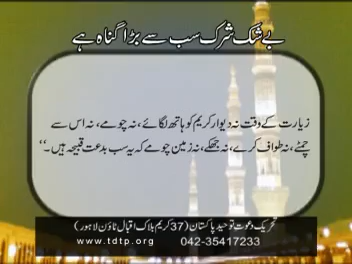 بے شک شرک سب سے بڑا گناہ ہے
زیارت کے وقت نہ دیوار کریم کو ہاتھ لگائے، نہ چومے، نہ اس سے
چمٹے، نہ طواف کرے، نہ جھکے، نہ زمین چومے کہ یہ سب بدعت قبیحہ ہیں۔‘‘
تحریک دعوت توحید پاکستان (37 کریم بلاک اقبال ٹاؤن لاہور)
www.tdtp.org 042-35417233